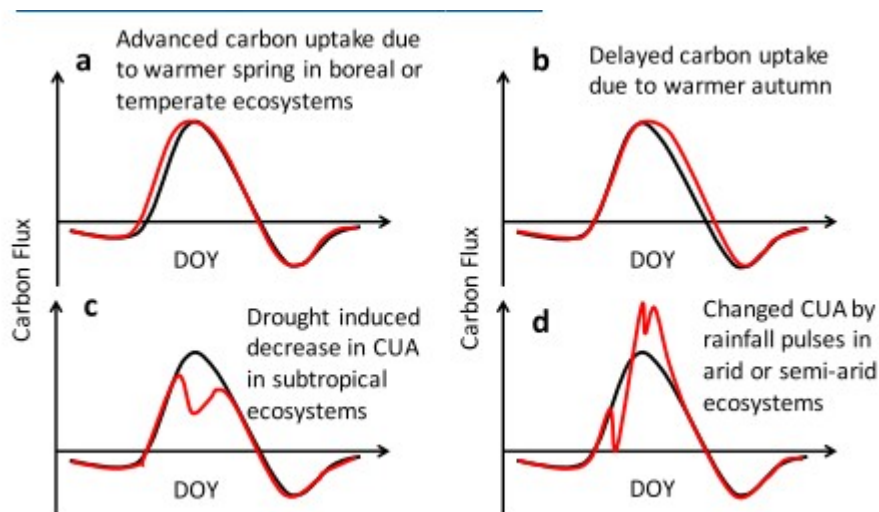 a
Advanced carbon uptake due
to warmer spring in boreal or
temperate ecosystems
DOY
b
Delayed carbon uptake
due to warmer autumn
DOY
Carbon Flux
Carbon Flux
c
Drought induced
decrease in CUA
in subtropical
ecosystems
DOY
d
Changed CUA by
rainfall pulses in
arid or semi-arid
ecosystems
DOY